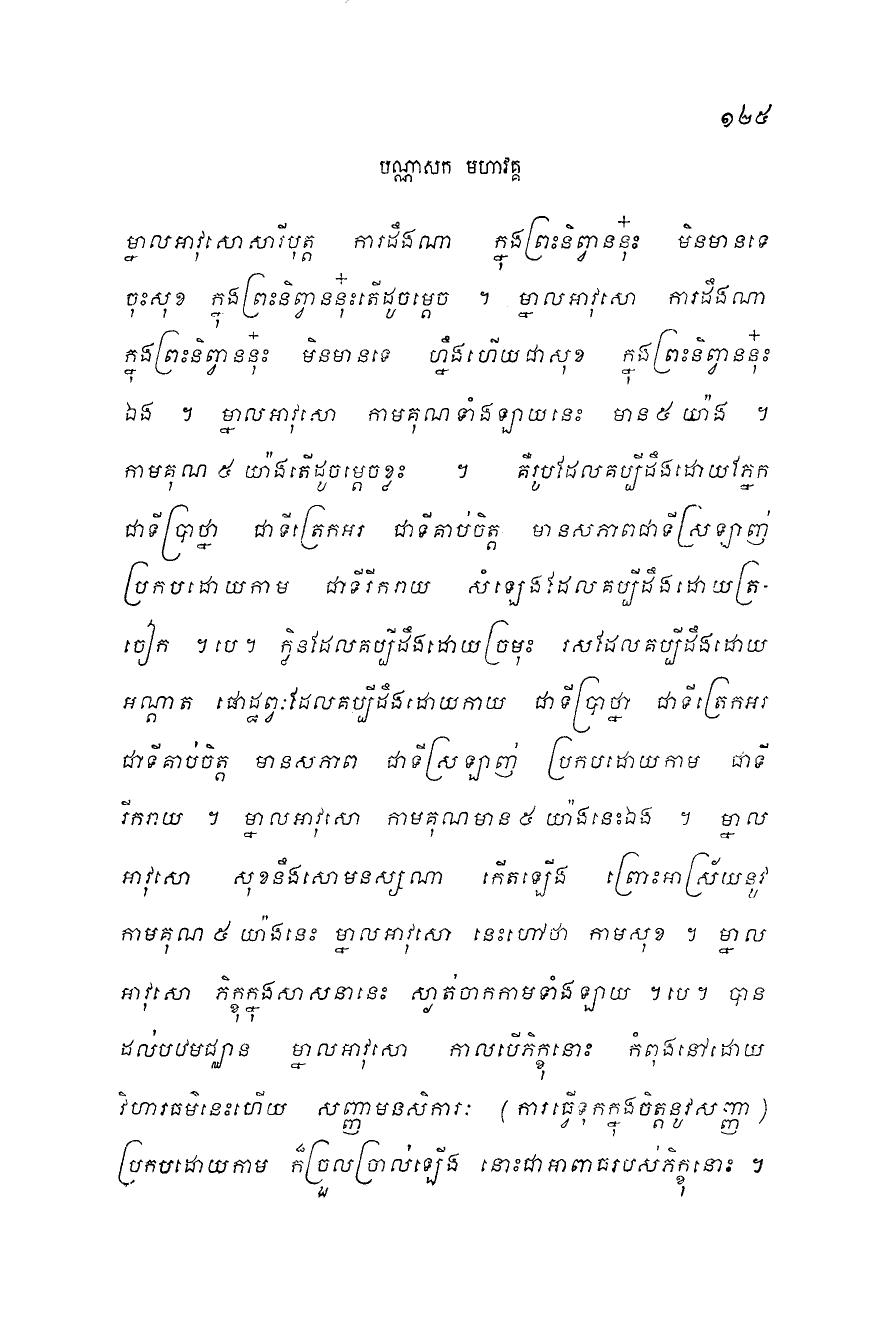 ១២៥
បណ្ណាសក មហាវគ្គ
ម្នាលអាវុសោសារីបុត្ត ការដឹងណា ក្នុងព្រះនិព្វាននុ៎ះ មិនមានទេ
ចុះសុខ ក្នុងព្រះនិព្វាននុ៎ះតើដូចម្តេច ។ ម្នាលអាវុសោ ការដឹងណា
ក្នុងព្រះនិព្វាននុ៎ះ មិនមានទេ ហ្នឹងហើយជាសុខ ក្នុងព្រះនិព្វាននុ៎ះ
ឯង ។ ម្នាលអាវុសោ កាមគុណទាំងឡាយនេះ មាន ៥ យ៉ាង ។
កាមគុណ ៥ យ៉ាងតើដូចម្តេចខ្លះ ។ គឺរូបដែលគប្បីដឹងដោយភ្នែក
ជាទីប្រាថ្នា ជាទីត្រេកអរ ជាទីគាប់ចិត្ត មានសភាពជាទីស្រឡាញ់
ប្រកបដោយកាម ជាទីរីករាយ សំឡេងដែលគប្បីដឹងដោយត្រ-
ចៀក ។ បេ ។ ក្លិនដែលគប្បីដឹងដោយច្រមុះ រសដែលគប្បីដឹងដោយ
អណ្តាត ផោដ្ឋព្វៈដែលគប្បីដឹងដោយកាយ ជាទីប្រាថ្នា ជាទីត្រេកអរ
ជាទីគាប់ចិត្ត មានសភាព ជាទីស្រឡាញ់ ប្រកបដោយកាម ជាទី
រីករាយ ។ ម្នាលអាវុសោ កាមគុណមាន ៥ យ៉ាងនេះឯង ។ ម្នាល
អាវុសោ សុខនឹងសោមនស្សណា កើតឡើង ព្រោះអាស្រ័យនូវ
កាមគុណ ៥ យ៉ាងនេះ ម្នាលអាវុសោ នេះហៅថា កាមសុខ ។ ម្នាល
អាវុសោ ភិក្ខុក្នុងសាសនានេះ ស្ងាត់ចាកកាមទាំងឡាយ ។ បេ ។ បាន
ដល់បឋមជ្ឈាន ម្នាលអាវុសោ កាលបើភិក្ខុនោះ កំពុងនៅដោយ
វិហារធម៌នេះហើយ សញ្ញាមនសិការៈ (ការធ្វើទុកក្នុងចិត្តនូវសញ្ញា)
ប្រកបដោយកាម ក៏ច្រួលច្រាល់ឡើង នោះជាអាពាធរបស់ភិក្ខុនោះ ។